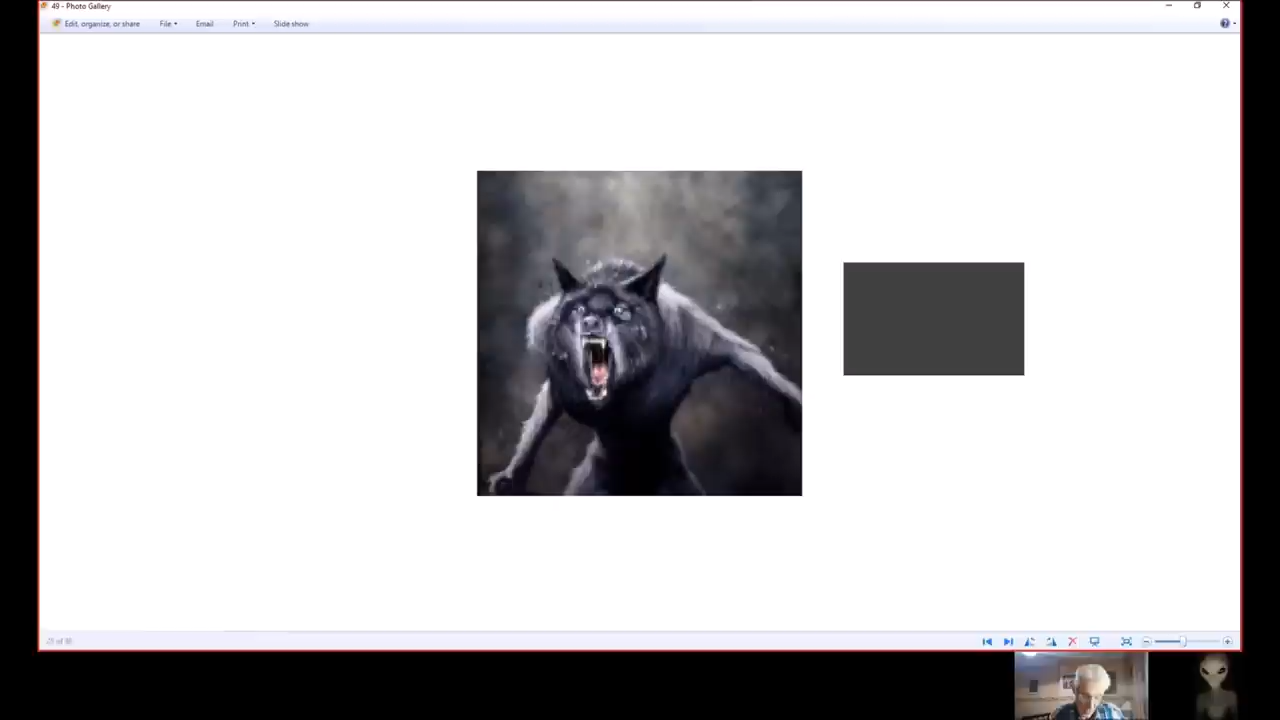 49 - Photo Gallery
Edit, organize, or share File Email Print Slide show